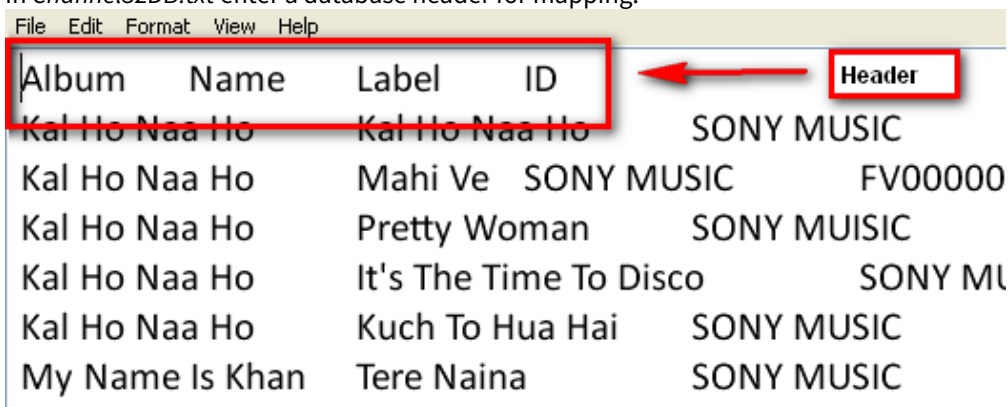 In Channels2DB.txt enter a database header for mapping.
File Edit Format View Help
Album Name Label ID
Header
Kal Ho Naa Ho Kal Ho Naa Ho SONY MUSIC
Kal Ho Naa Ho Mahi Ve SONY MUSIC FV00000
Kal Ho Naa Ho Pretty Woman SONY MUISIC
Kal Ho Naa Ho It's The Time To Disco SONY MU
Kal Ho Naa Ho Kuch To Hua Hai SONY MUSIC
My Name Is Khan Tere Naina SONY MUSIC